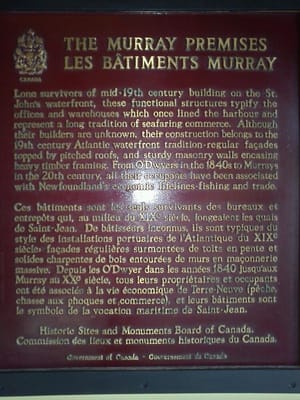 CANADA
THE MURRAY PREMISES
LES BÂTIMENTS MURRAY
Lone survivors of mid-19th century building on the St.
John's waterfront, these functional structures typify the
offices and warehouses which once lined the harbour and
represent a long tradition of seafaring commerce. Although
their builders are unknown, their construction belongs to the
19th century Atlantic waterfront tradition-regular façades
topped by pitched roofs, and sturdy masonry walls encasing
heavy timber framing. From O'Dwyers in the 1840s to Murrays
in the 20th century, all their occupants have been associated
with Newfoundland's economic lifelines-fishing and trade.
Ces bâtiments sont les seuls survivants des bureaux et
entrepôts qui, au milieu du XIXe siècle, longeaient les quais
de Saint-Jean. De bâtisseurs inconnus, ils sont typiques du
style des installations portuaires de l'Atlantique du XIXe
siècle- façades régulières surmontées de toits en pente et
solides charpentes de bois entourées de murs en maçonnerie
massive. Depuis les O'Dwyer dans les années 1840 jusqu'aux
Murray au XXe siècle, tous leurs propriétaires et occupants
ont été associés à la vie économique de Terre-Neuve (pêche,
chasse aux phoques et commerce), et leurs bâtiments sont
le symbole de la vocation maritime de Saint-Jean.
Historic Sites and Monuments Board of Canada.
Commission des lieux et monuments historiques du Canada.
Government of Canada - Gouvernement du Canada